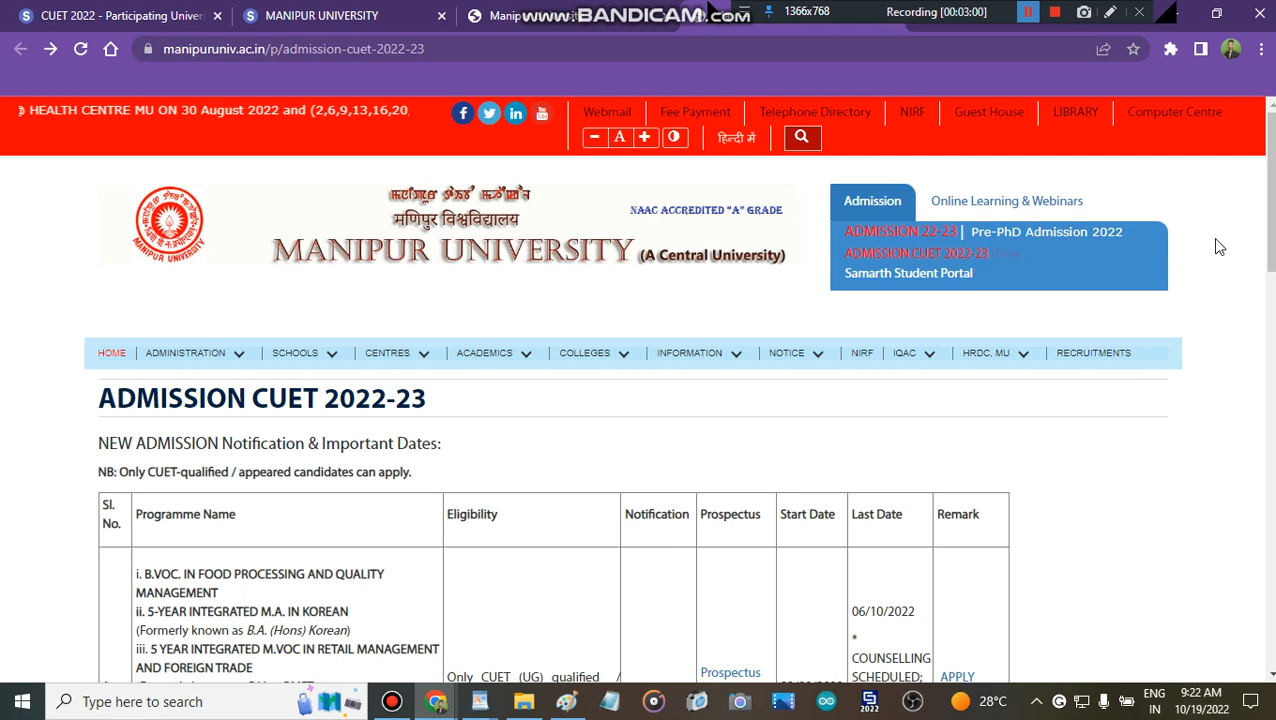 CUET 2022 - Participating Univer
MANIPUR UNIVERSITY
www.BANDICAM.com
1366x768
Recording [00:03:00]
manipuruniv.ac.in/p/admission-cuet-2022-23
@ HEALTH CENTRE MU ON 30 August 2022 and (2,6,9,13,16,20,
Webmail
Fee Payment
Telephone Directory
NIRF
Guest House
LIBRARY
Computer Centre
A
हिन्दी में
मणिपुर विश्वविद्यालय
NAAC ACCREDITED "A" GRADE
MANIPUR UNIVERSITY (A Central University)
MANIPUR UNIVERSITY
Admission
Online Learning & Webinars
ADMISSION 22-23 | Pre-PhD Admission 2022
ADMISSION CUET 2022-23
Samarth Student Portal
HOME
ADMINISTRATION
SCHOOLS
CENTRES
ACADEMICS
COLLEGES
INFORMATION
NOTICE
NIRF
IQAC
HRDC, MU
RECRUITMENTS
ADMISSION CUET 2022-23
NEW ADMISSION Notification & Important Dates:
NB: Only CUET-qualified / appeared candidates can apply.
Sl. No.
Programme Name
Eligibility
Notification
Prospectus
Start Date
Last Date
Remark
i. B.VOC. IN FOOD PROCESSING AND QUALITY
MANAGEMENT
ii. 5-YEAR INTEGRATED M.A. IN KOREAN
(Formerly known as B.A. (Hons) Korean)
iii. 5 YEAR INTEGRATED M.VOC IN RETAIL MANAGEMENT
AND FOREIGN TRADE
Only CUET (UG) qualified /
Prospectus
06/10/2022
*
COUNSELLING
SCHEDULED;
APPLY
Type here to search
28°C
ENG
IN
9:22 AM
10/19/2022